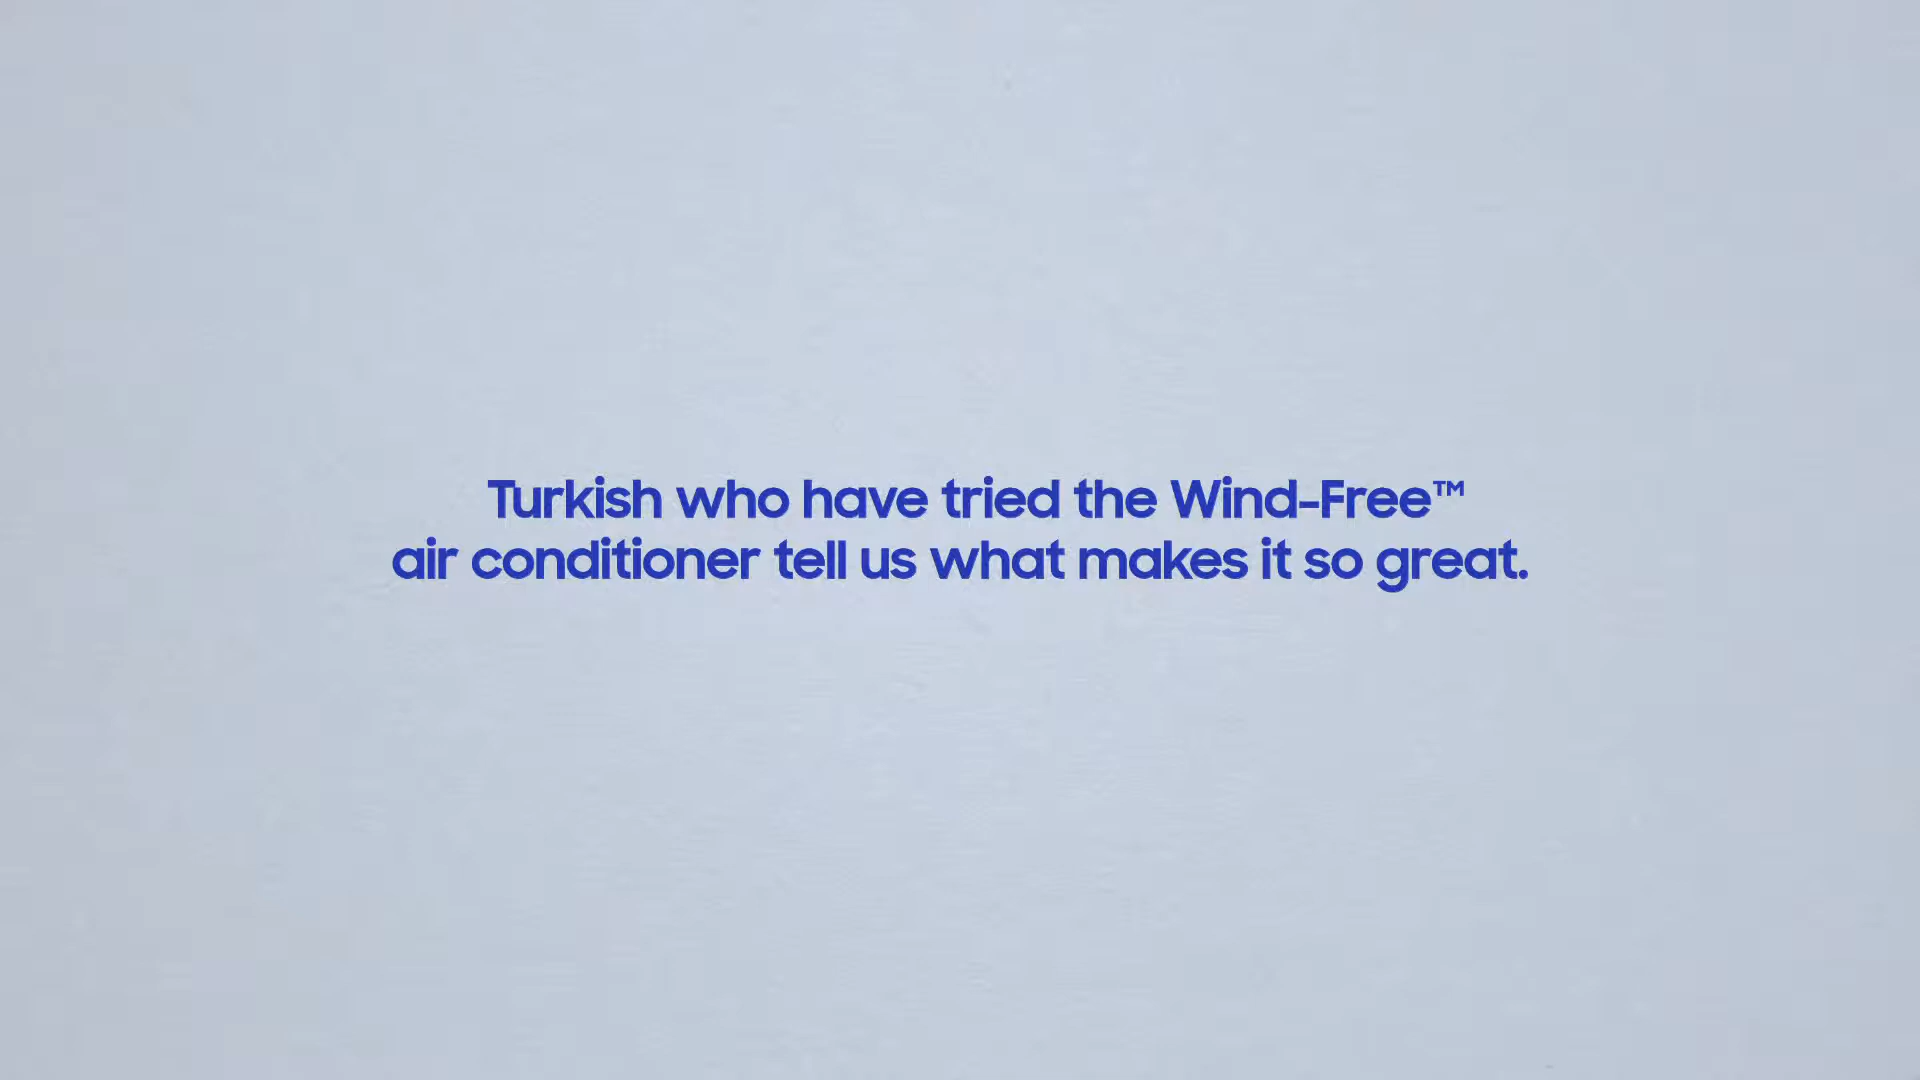 Turkish who have tried the Wind-Free™
air conditioner tell us what makes it so great.